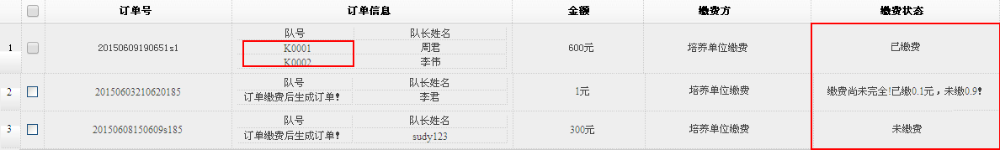 订单号 订单信息 金额 缴费方 缴费状态
队号 队长姓名
1 20150609190651s1 K0001 周君 600元 培养单位缴费 已缴费
K0002 李伟
队号 队长姓名
2 20150603210620185 订单缴费后生成订单! 李君 1元 培养单位缴费 缴费尚未完全!已缴0.1元，未缴0.9!
队号 队长姓名
3 20150608150609s185 订单缴费后生成订单! sudy123 300元 培养单位缴费 未缴费